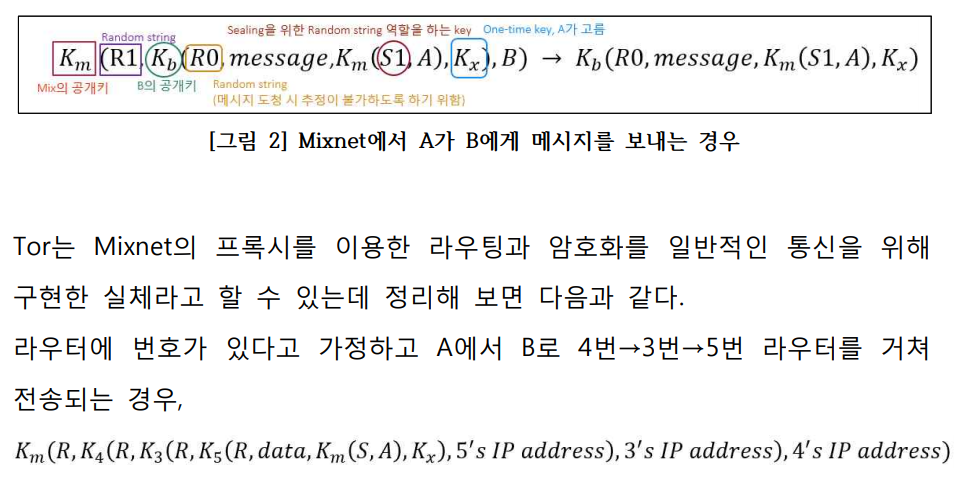 Sealing을 위한 Random string 역할을 하는 key One-time key, A가 고름
Random string
K_m(R1, K_b(R0, message, K_m(S1, A), K_x), B) → K_b(R0, message, K_m(S1, A), K_x)
Mix의 공개키 B의 공개키 Random string
(메시지 도청 시 추정이 불가하도록 하기 위함)
[그림 2] Mixnet에서 A가 B에게 메시지를 보내는 경우
Tor는 Mixnet의 프록시를 이용한 라우팅과 암호화를 일반적인 통신을 위해
구현한 실체라고 할 수 있는데 정리해 보면 다음과 같다.
라우터에 번호가 있다고 가정하고 A에서 B로 4번→3번→5번 라우터를 거쳐
전송되는 경우,
K_m(R, K_4(R, K_3(R, K_5(R, data, K_m(S, A), K_x), 5′s IP address), 3′s IP address), 4′s IP address)